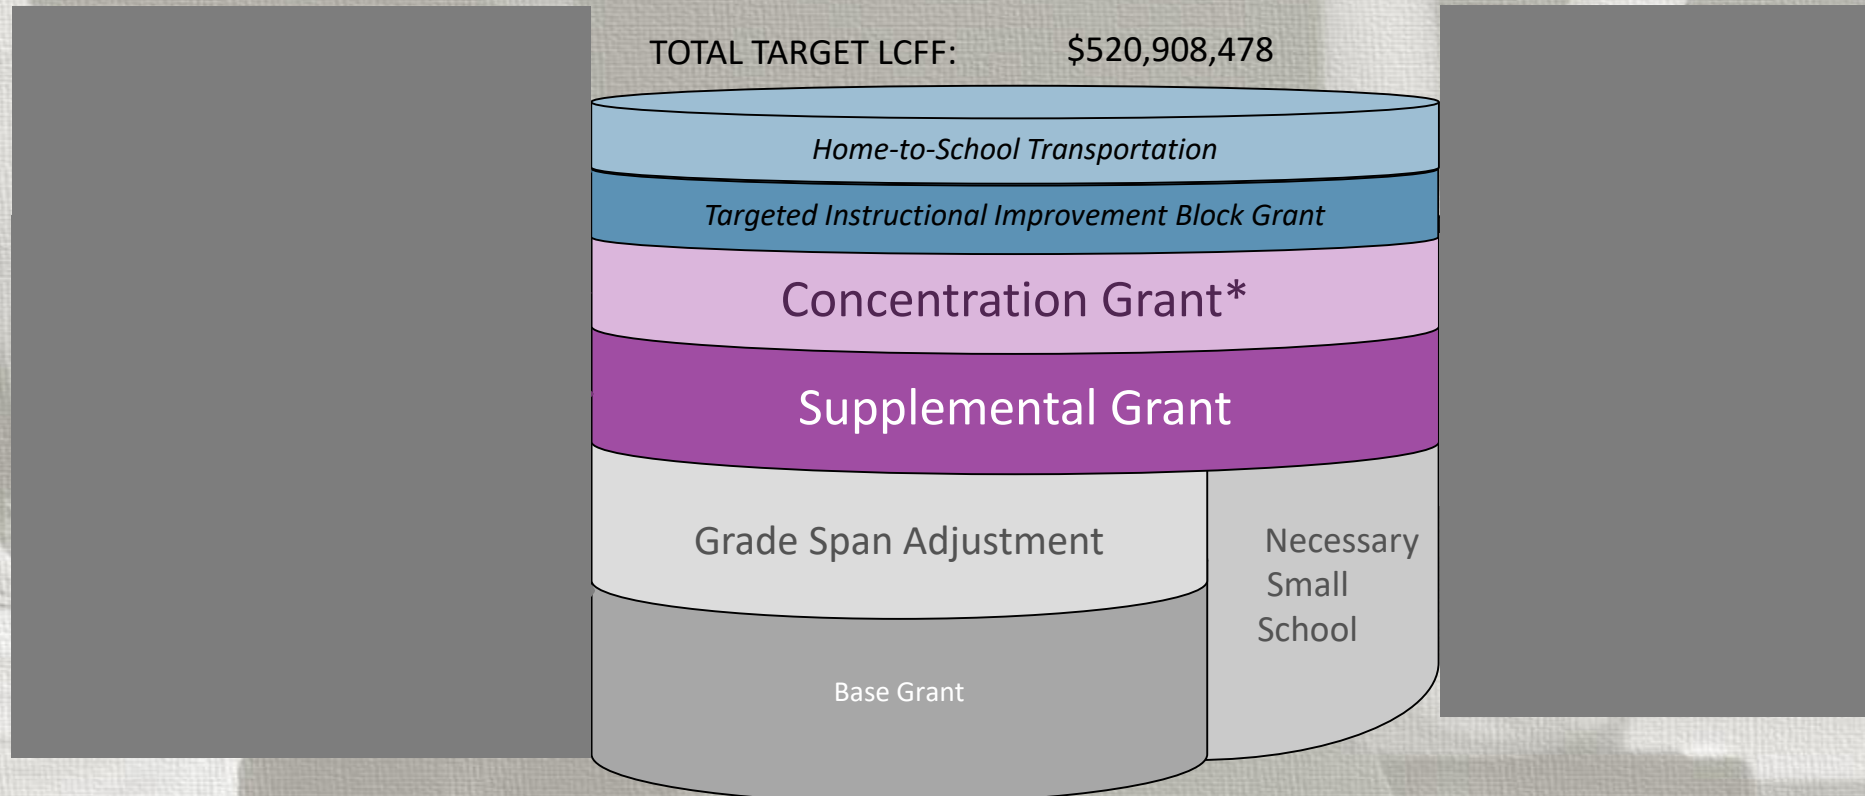 TOTAL TARGET LCFF: $520,908,478
Home-to-School Transportation
Targeted Instructional Improvement Block Grant
Concentration Grant*
Supplemental Grant
Grade Span Adjustment
Necessary
Small
School
Base Grant